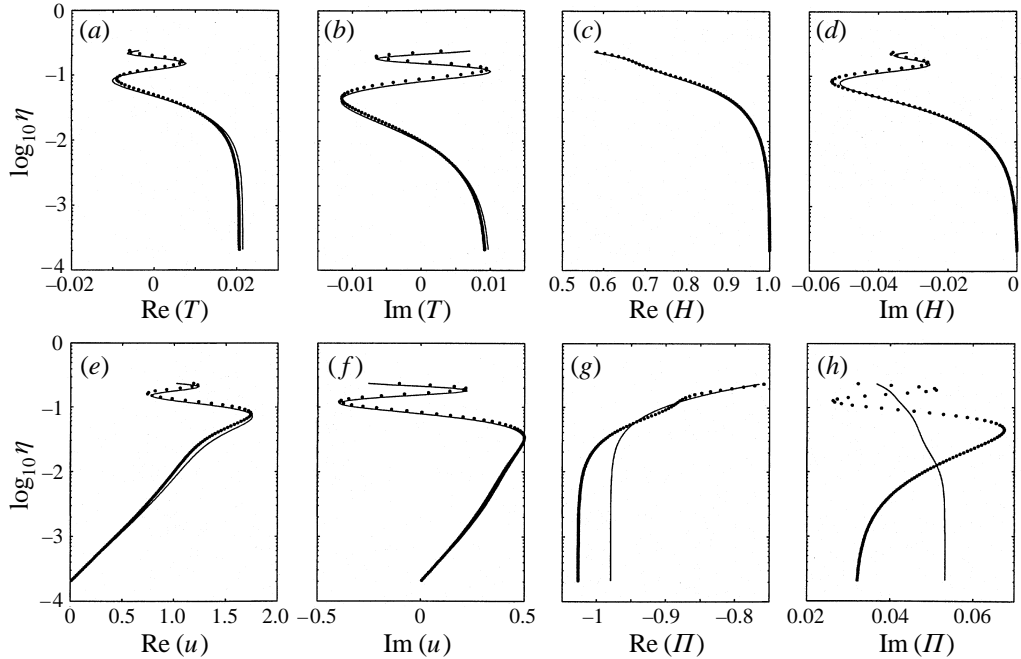 0
(a)
(b)
(c)
(d)
–1
log10 η
–2
–3
–4
–0.02 0 0.02
–0.01 0 0.01
0.5 0.6 0.7 0.8 0.9 1.0
–0.06 –0.04 –0.02 0
Re (T)
Im (T)
Re (H)
Im (H)
0
(e)
(f)
(g)
(h)
–1
log10 η
–2
–3
–4
0.0 0.5 1.0 1.5 2.0
–0.5 0 0.5
–1 –0.9 –0.8
0.02 0.04 0.06
Re (u)
Im (u)
Re (Π)
Im (Π)